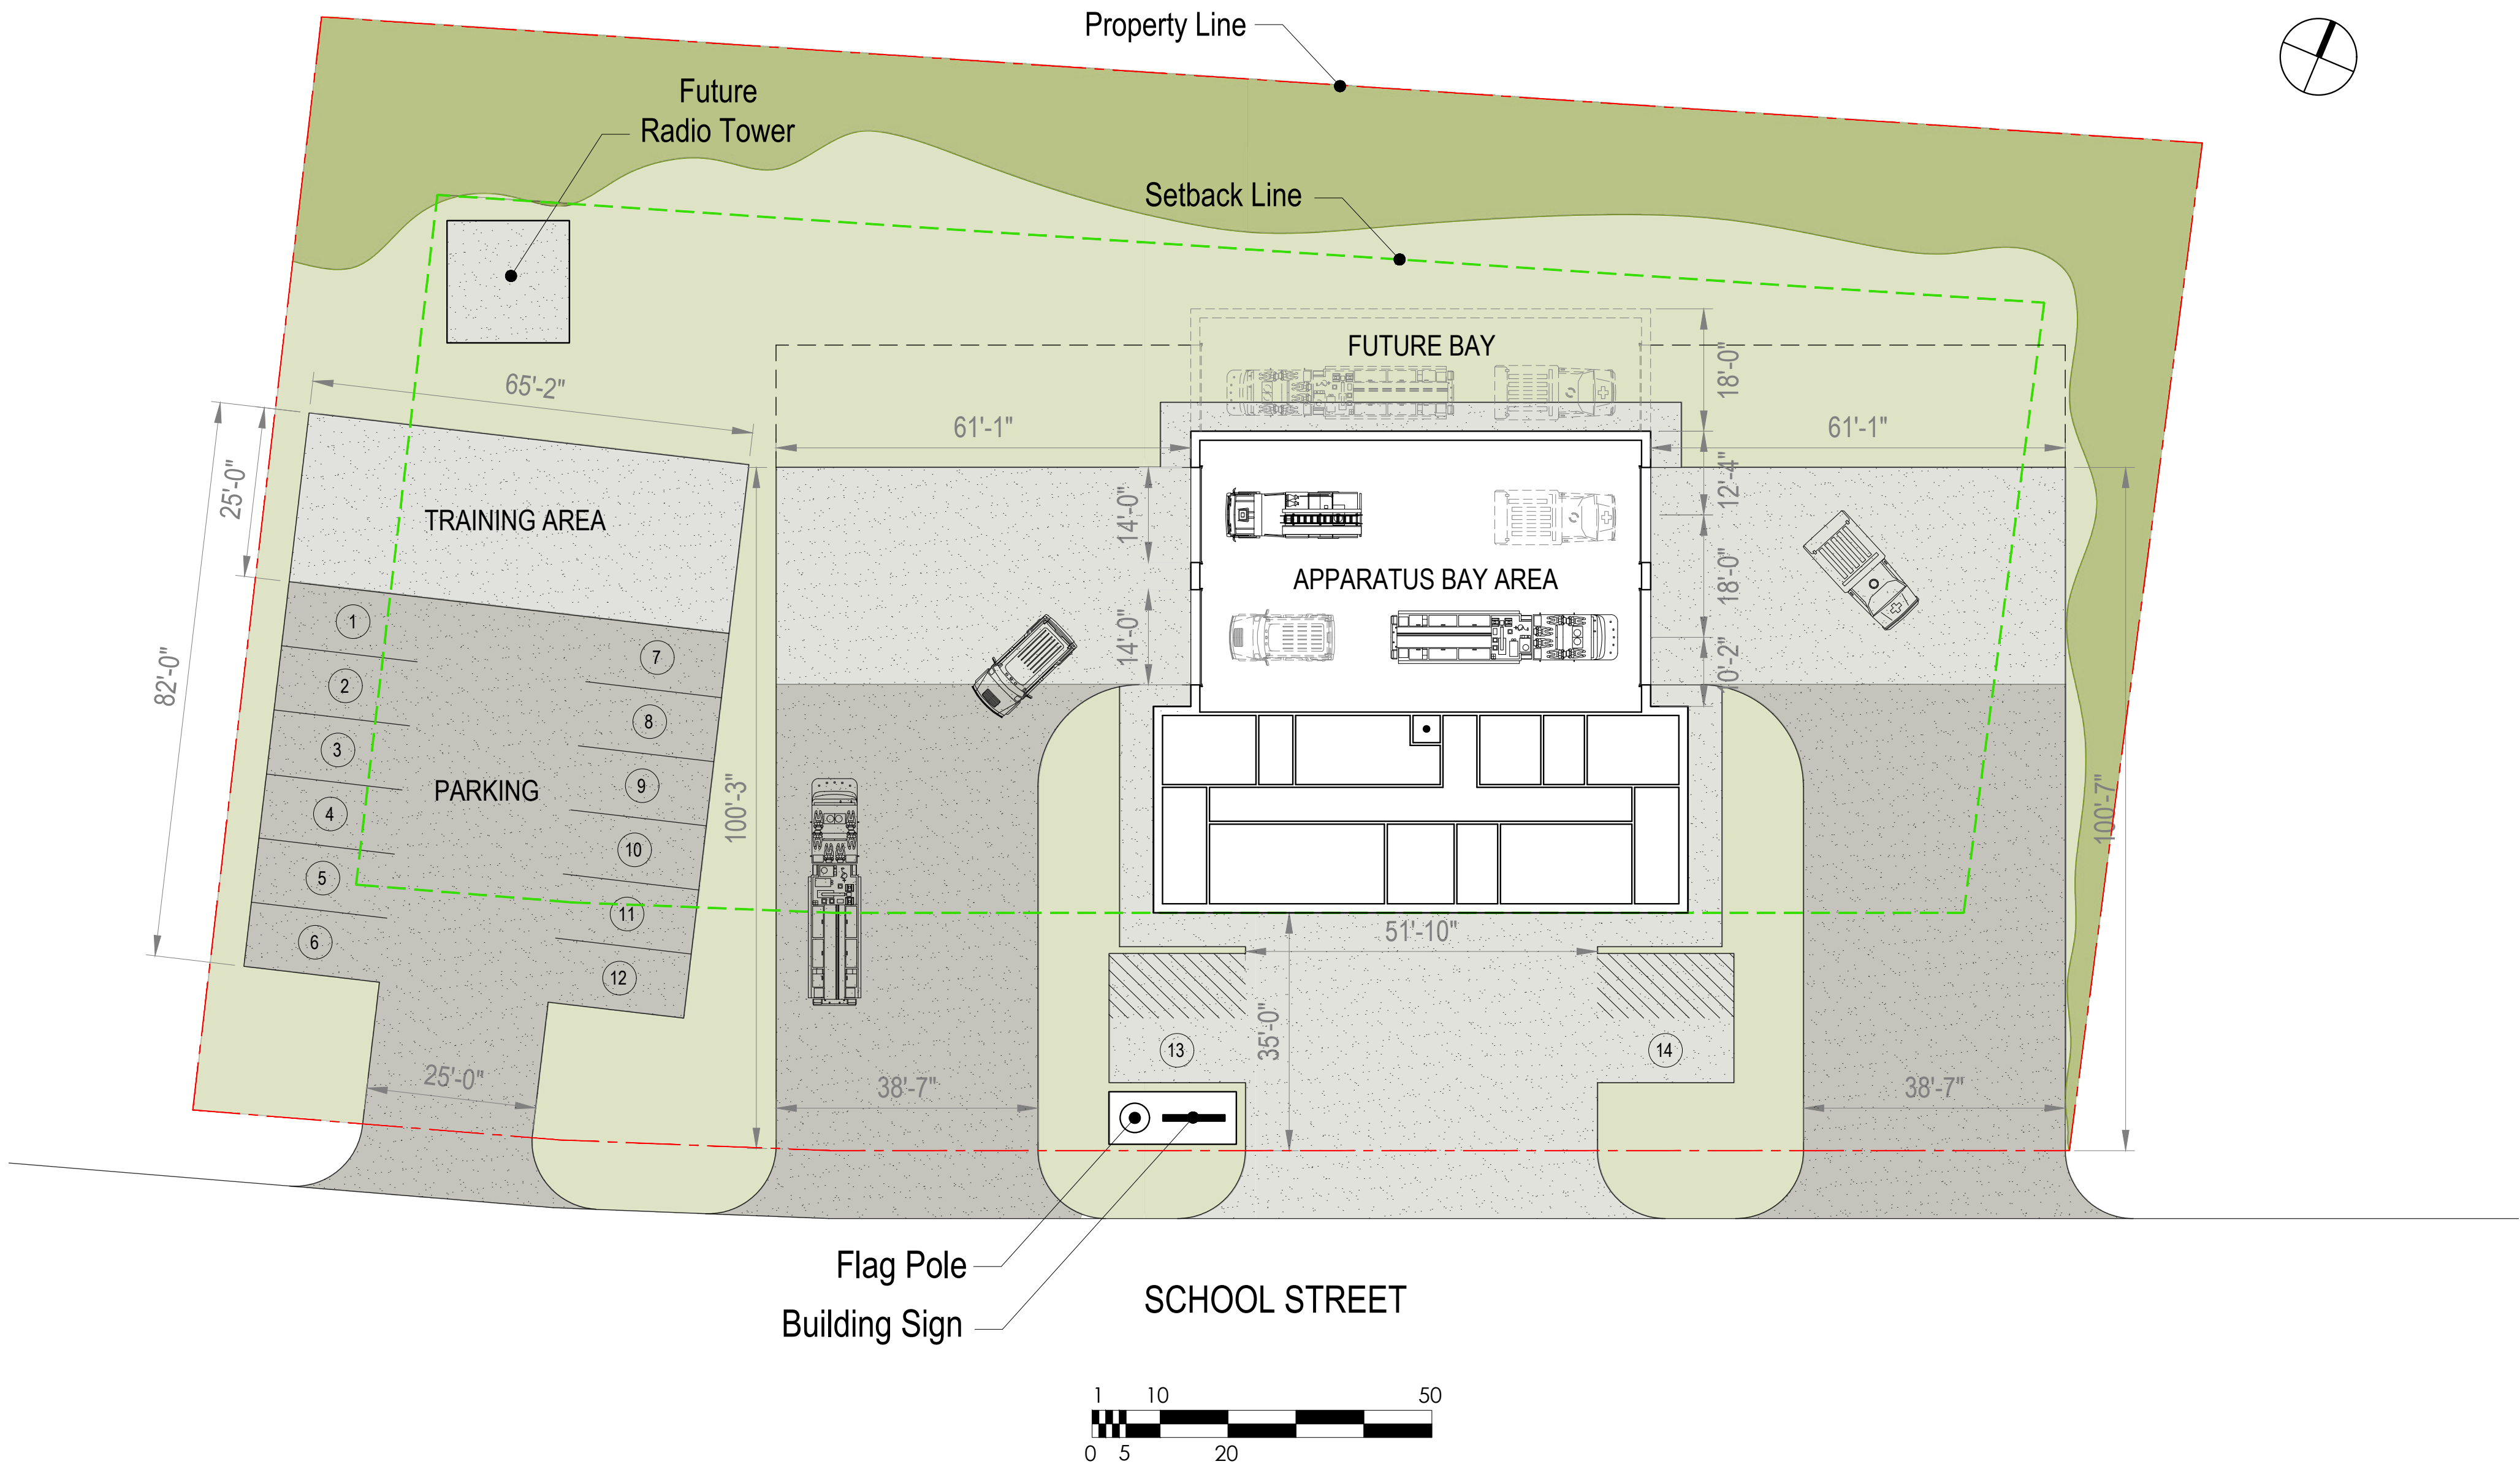 Property Line
Future
Radio Tower
Setback Line
FUTURE BAY
18'-0"
65'-2"
61'-1"
61'-1"
25'-0"
12'-4"
14'-0"
TRAINING AREA
APPARATUS BAY AREA
18'-0"
1
14'-0"
7
82'-0"
2
10'-2"
8
3
9
PARKING
100'-3"
100'-7"
4
10
5
11
51'-10"
6
12
35'-0"
13
14
25'-0"
38'-7"
38'-7"
Flag Pole
SCHOOL STREET
Building Sign
1 10 50
0 5 20